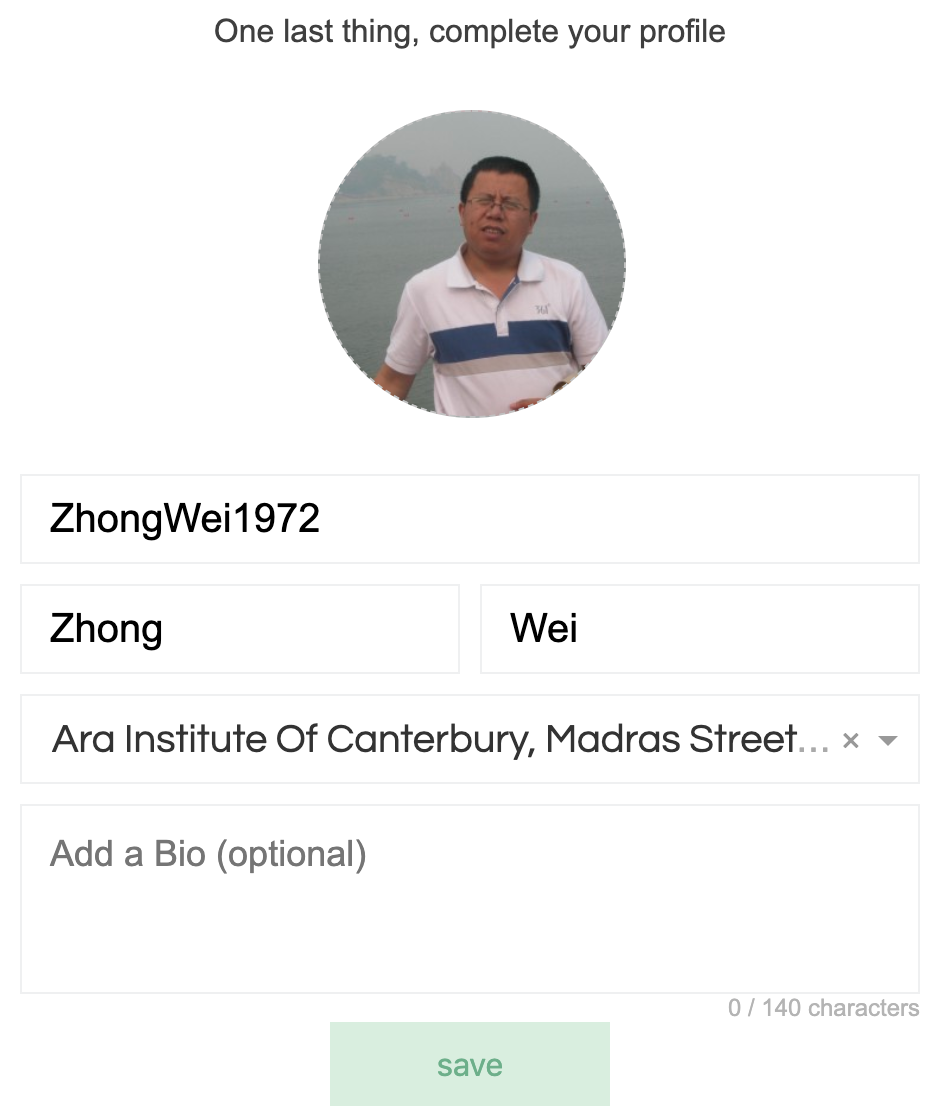 One last thing, complete your profile
361°
ZhongWei1972
Zhong
Wei
Ara Institute Of Canterbury, Madras Street...
Add a Bio (optional)
0 / 140 characters
save